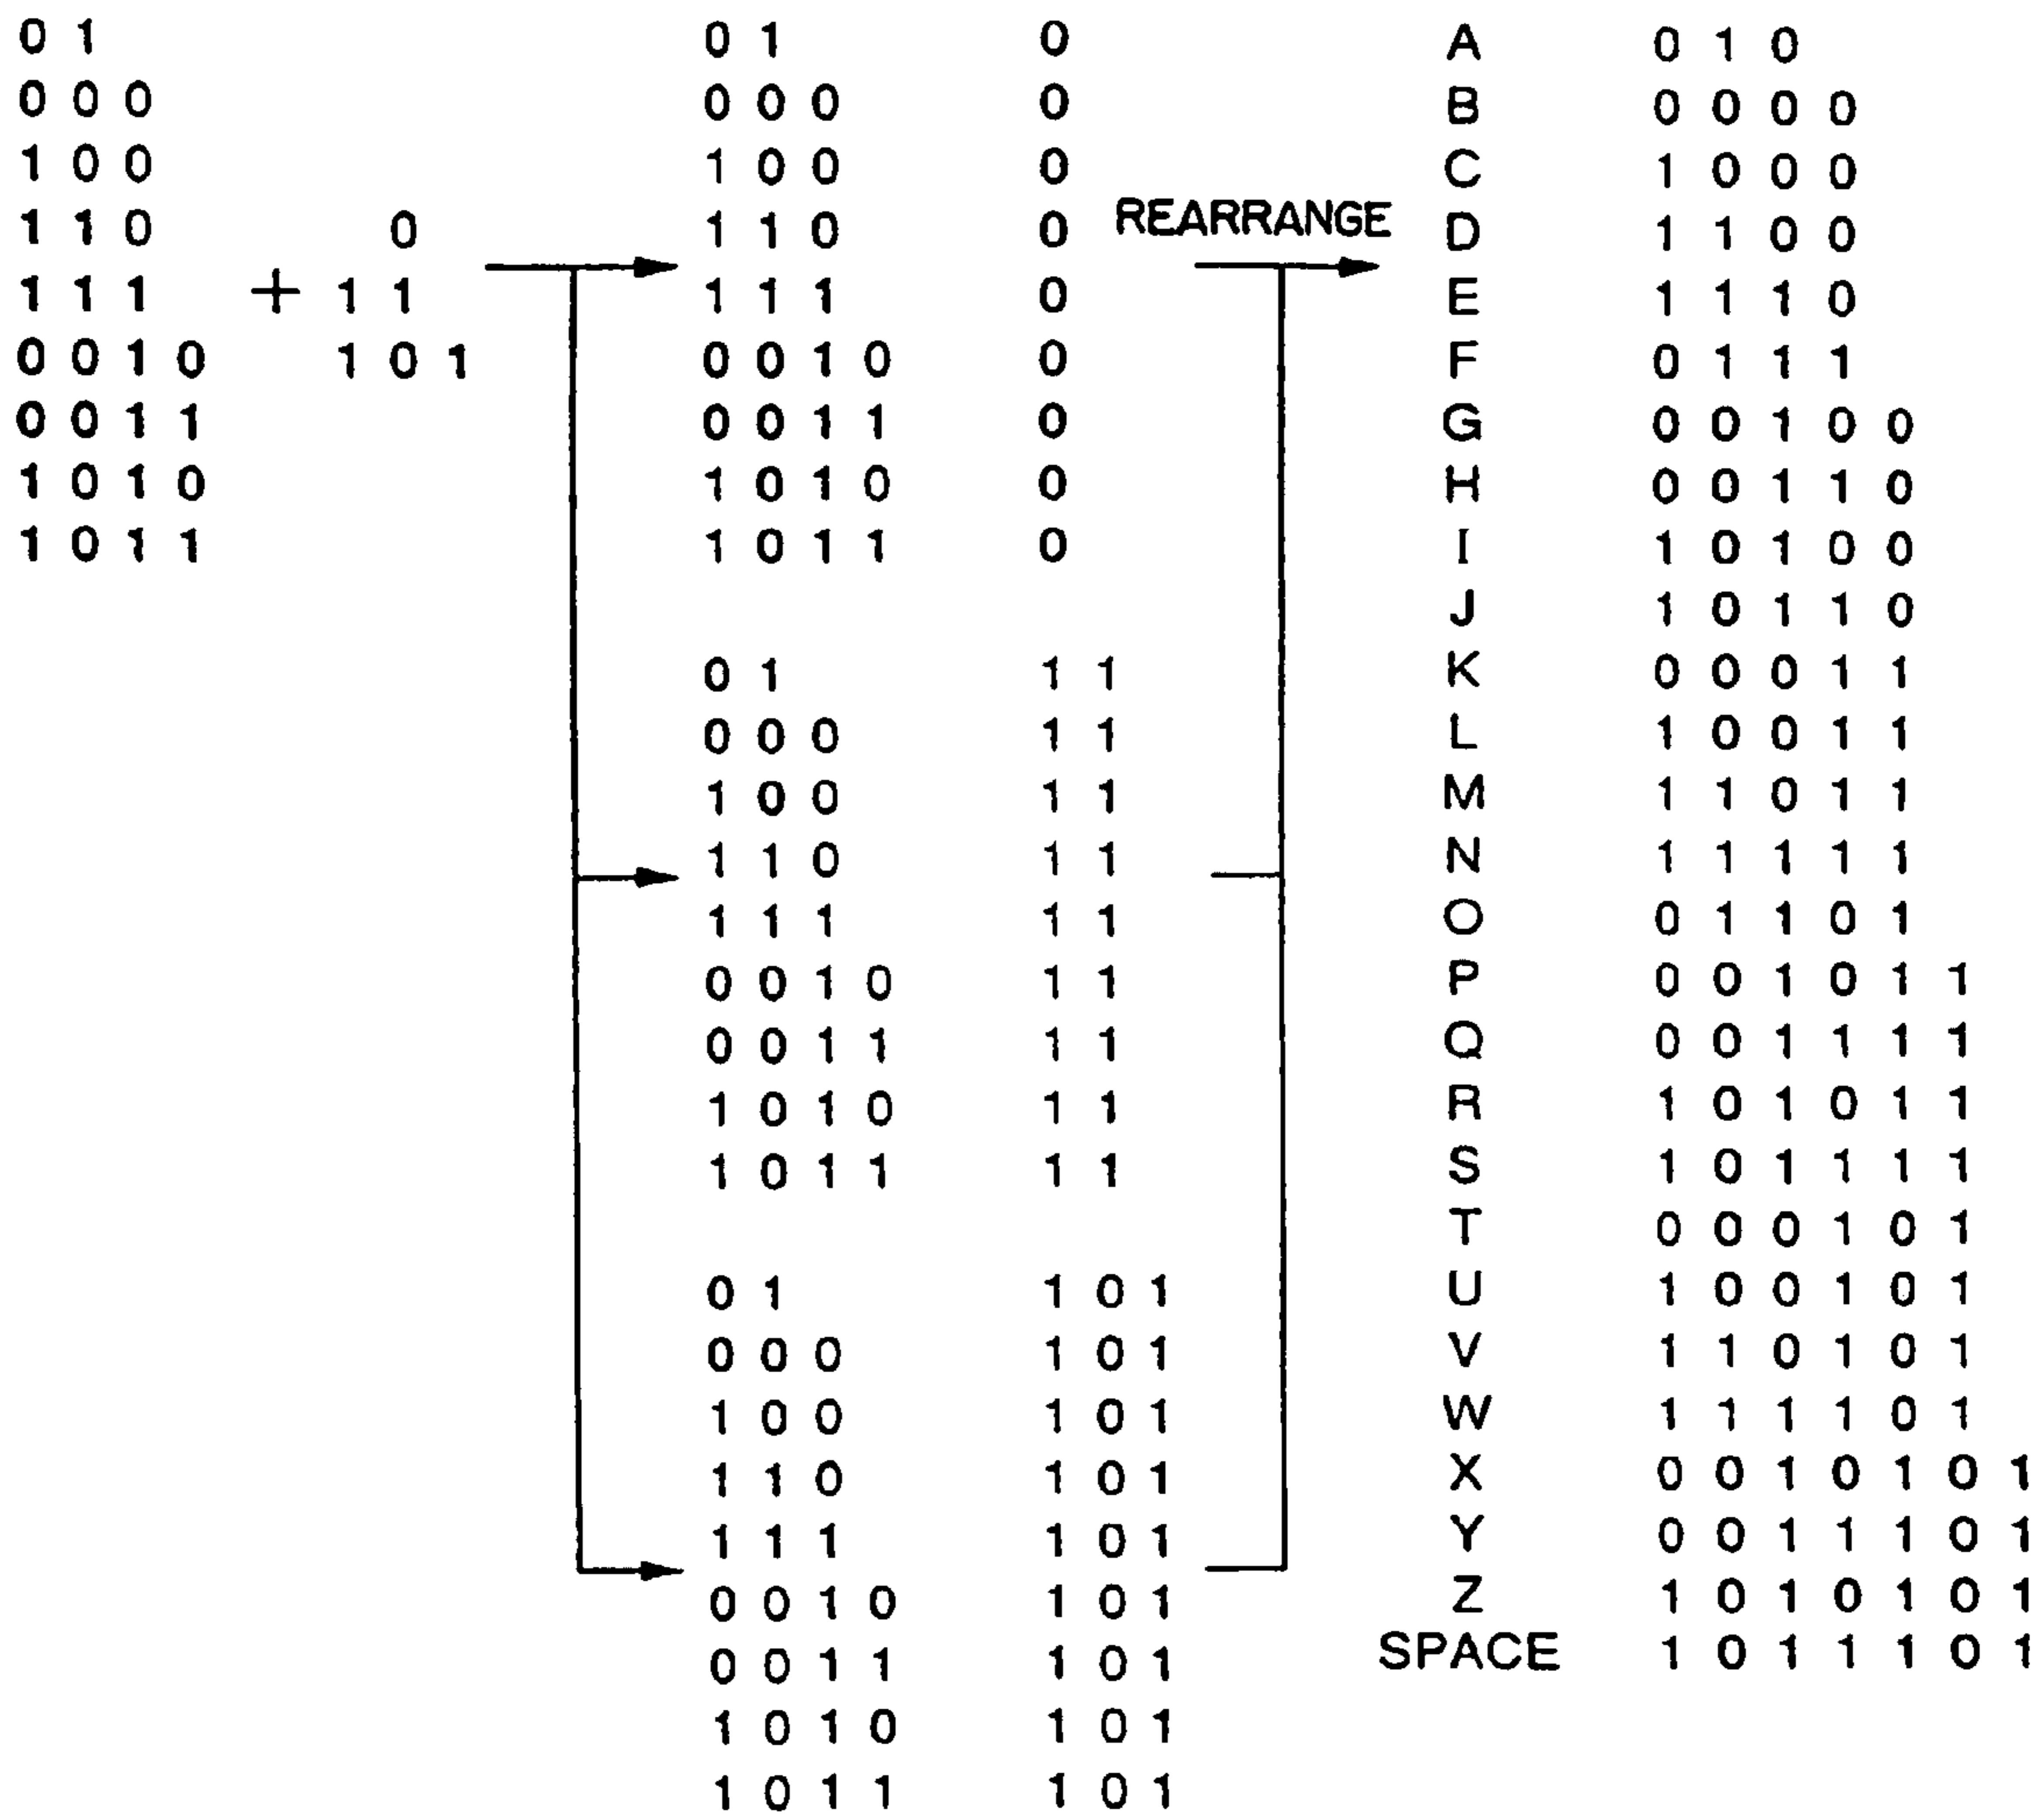 0 1
0 0 0
1 0 0
1 1 0
1 1 1
0 0 1 0
0 0 1 1
1 0 1 0
1 0 1 1
0
+ 1 1
1 0 1
0 1 0
0 0 0 0
1 0 0 0
1 1 0 0
1 1 1 0
0 0 1 0 0
0 0 1 1 0
1 0 1 0 0
1 0 1 1 0
0 1 1 1
0 0 0 1 1
1 0 0 1 1
1 1 0 1 1
1 1 1 1 1
0 0 1 0 1 1
0 0 1 1 1 1
1 0 1 0 1 1
1 0 1 1 1 1
0 1 1 0 1
0 0 0 1 0 1
1 0 0 1 0 1
1 1 0 1 0 1
1 1 1 1 0 1
0 0 1 0 1 0 1
0 0 1 1 1 0 1
1 0 1 0 1 0 1
1 0 1 1 1 0 1
REARRANGE
A 0 1 0
B 0 0 0 0
C 1 0 0 0
D 1 1 0 0
E 1 1 1 0
F 0 1 1 1
G 0 0 1 0 0
H 0 0 1 1 0
I 1 0 1 0 0
J 1 0 1 1 0
K 0 0 0 1 1
L 1 0 0 1 1
M 1 1 0 1 1
N 1 1 1 1 1
O 0 1 1 0 1
P 0 0 1 0 1 1
Q 0 0 1 1 1 1
R 1 0 1 0 1 1
S 1 0 1 1 1 1
T 0 0 0 1 0 1
U 1 0 0 1 0 1
V 1 1 0 1 0 1
W 1 1 1 1 0 1
X 0 0 1 0 1 0 1
Y 0 0 1 1 1 0 1
Z 1 0 1 0 1 0 1
SPACE 1 0 1 1 1 0 1